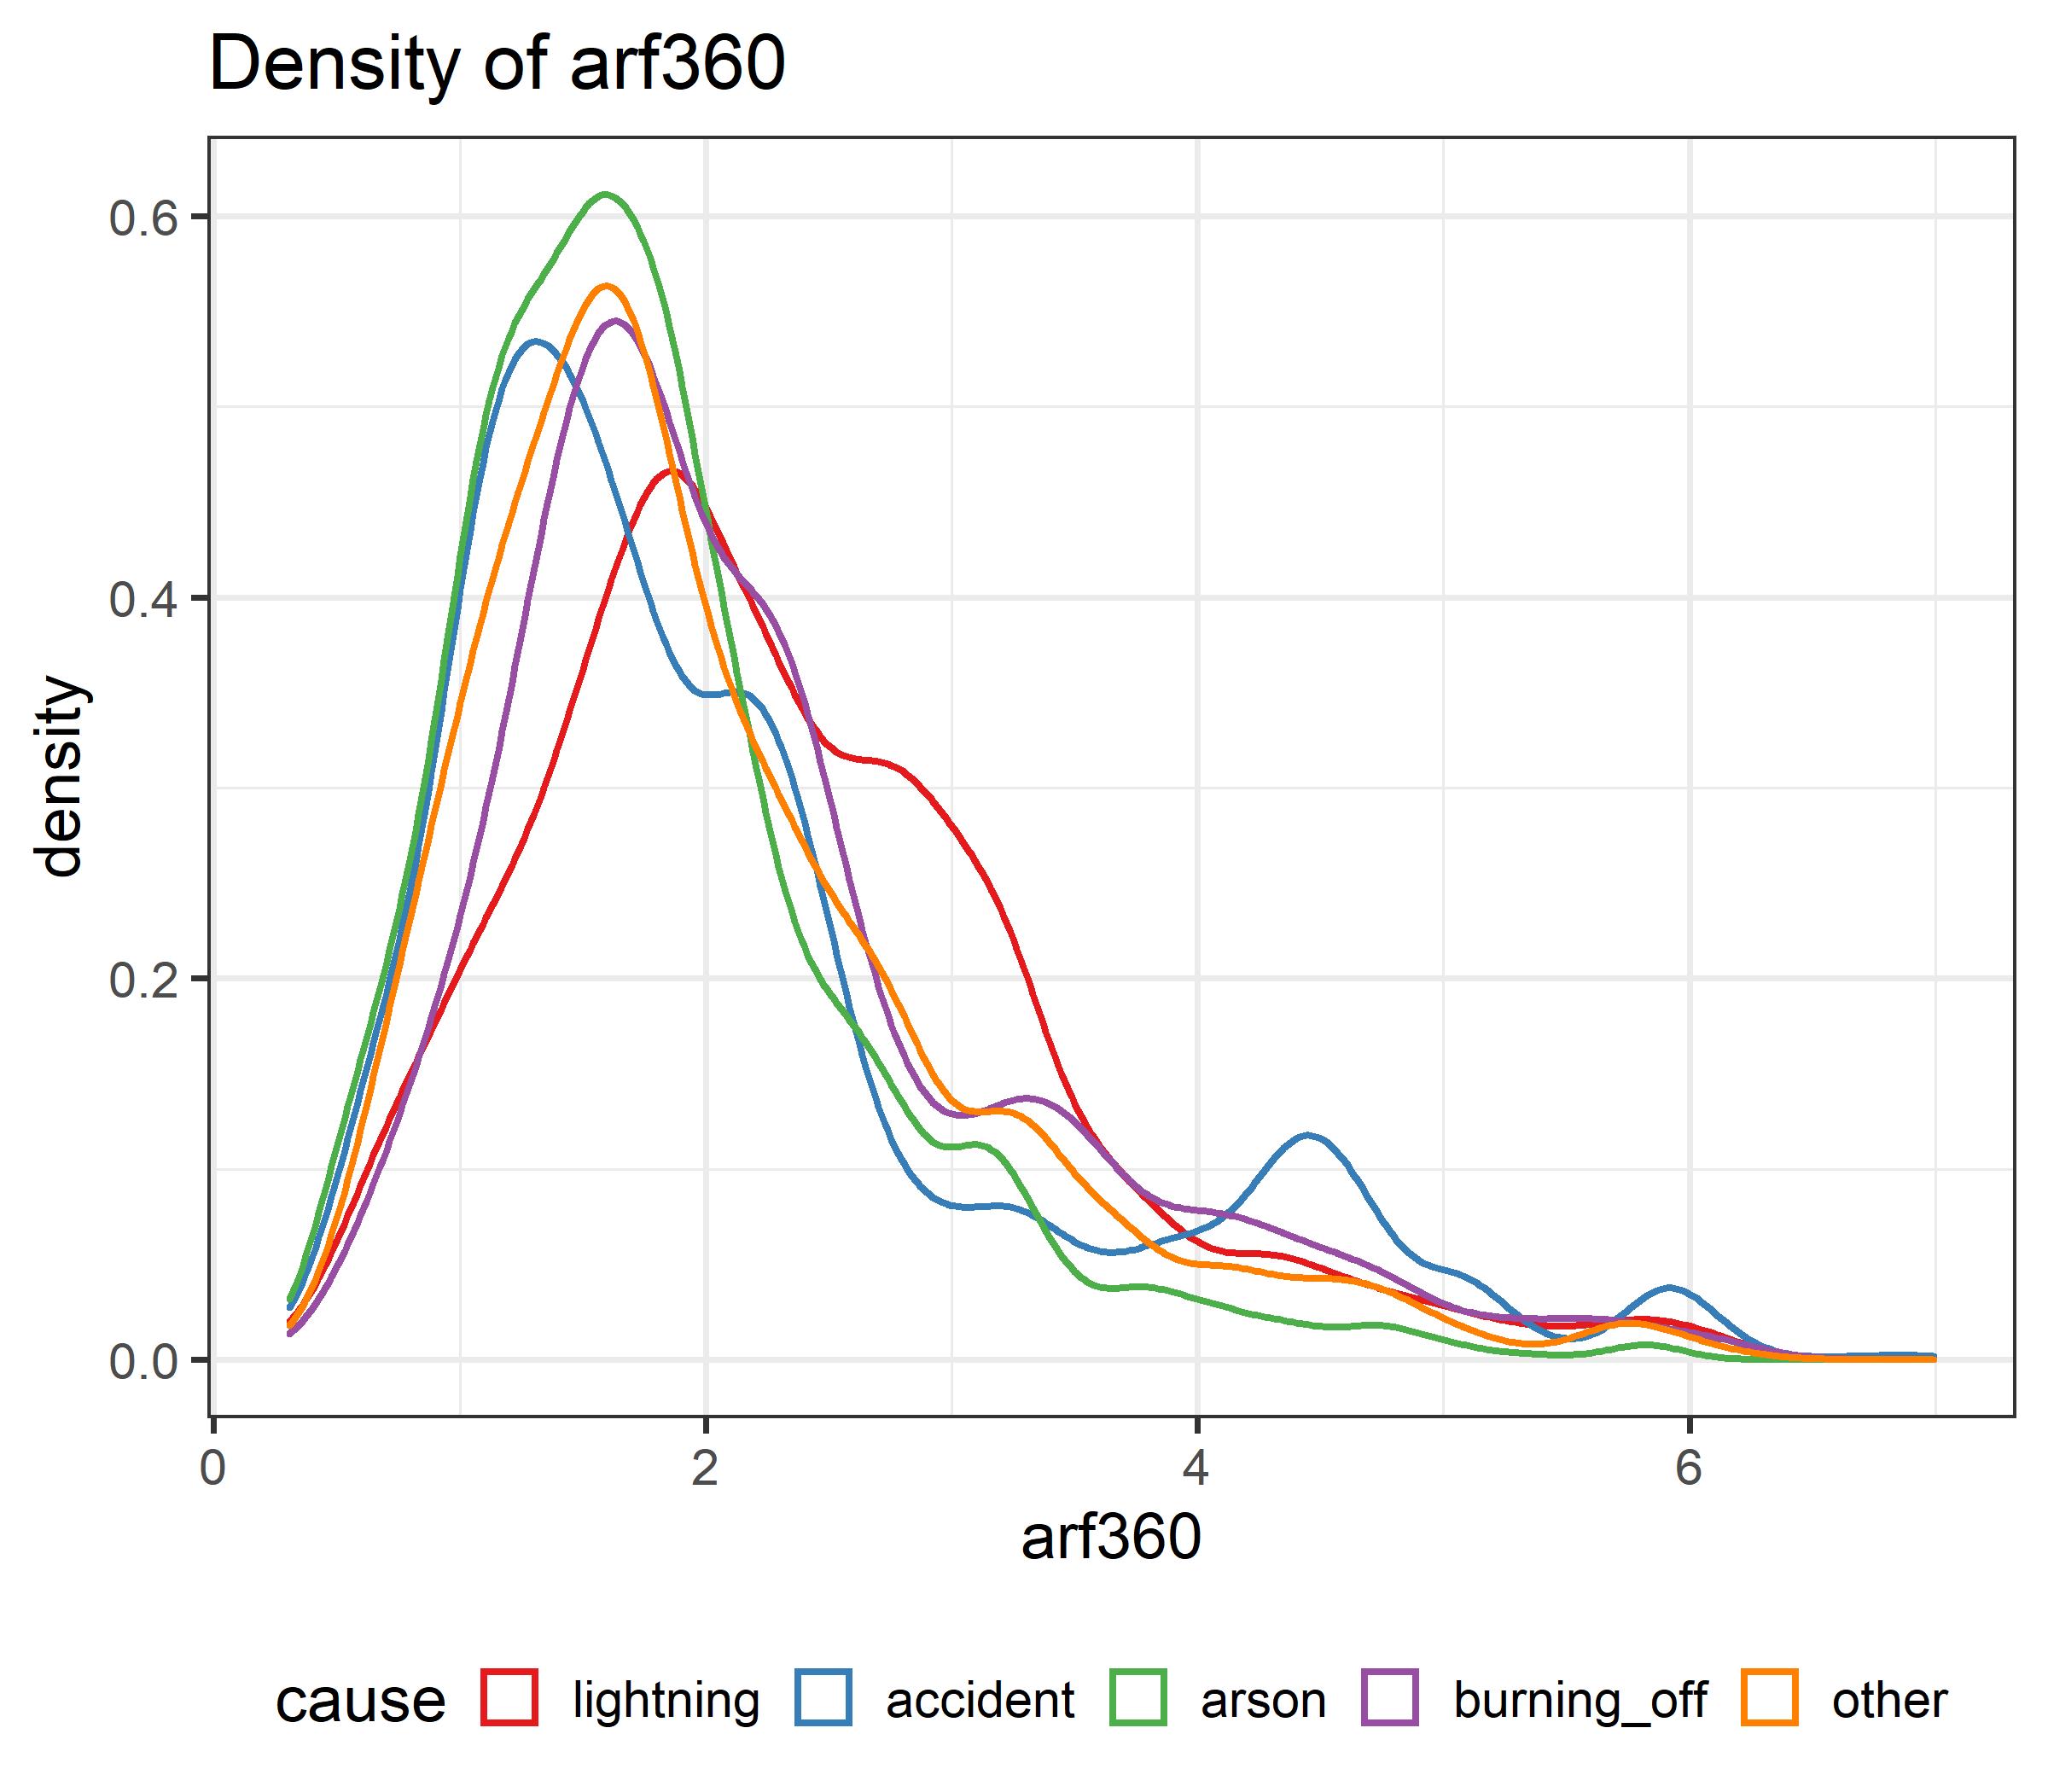 Density of arf360
0.6
0.4
0.2
0.0
density
0 2 4 6
arf360
cause lightning accident arson burning_off other